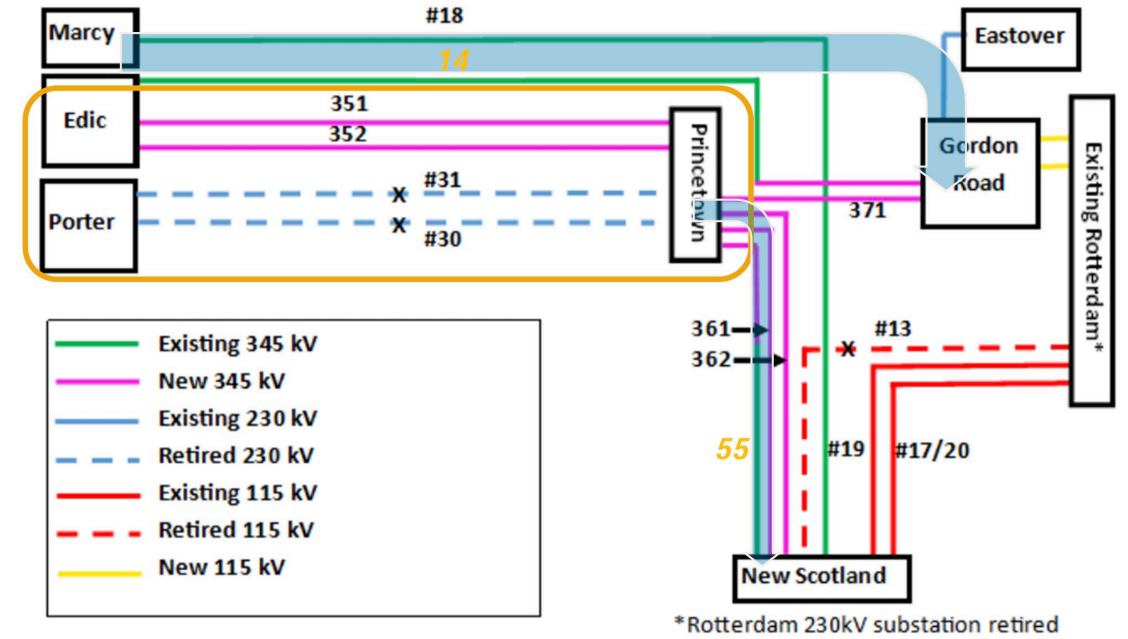 Marcy
#18
Eastover
14
Edic
351
352
Princetown
Gordon
Road
Existing Rotterdam*
Porter
#31
X
X
#30
371
361
362
#13
X
55
#19
#17/20
New Scotland
Existing 345 kV
New 345 kV
Existing 230 kV
Retired 230 kV
Existing 115 kV
Retired 115 kV
New 115 kV
*Rotterdam 230kV substation retired